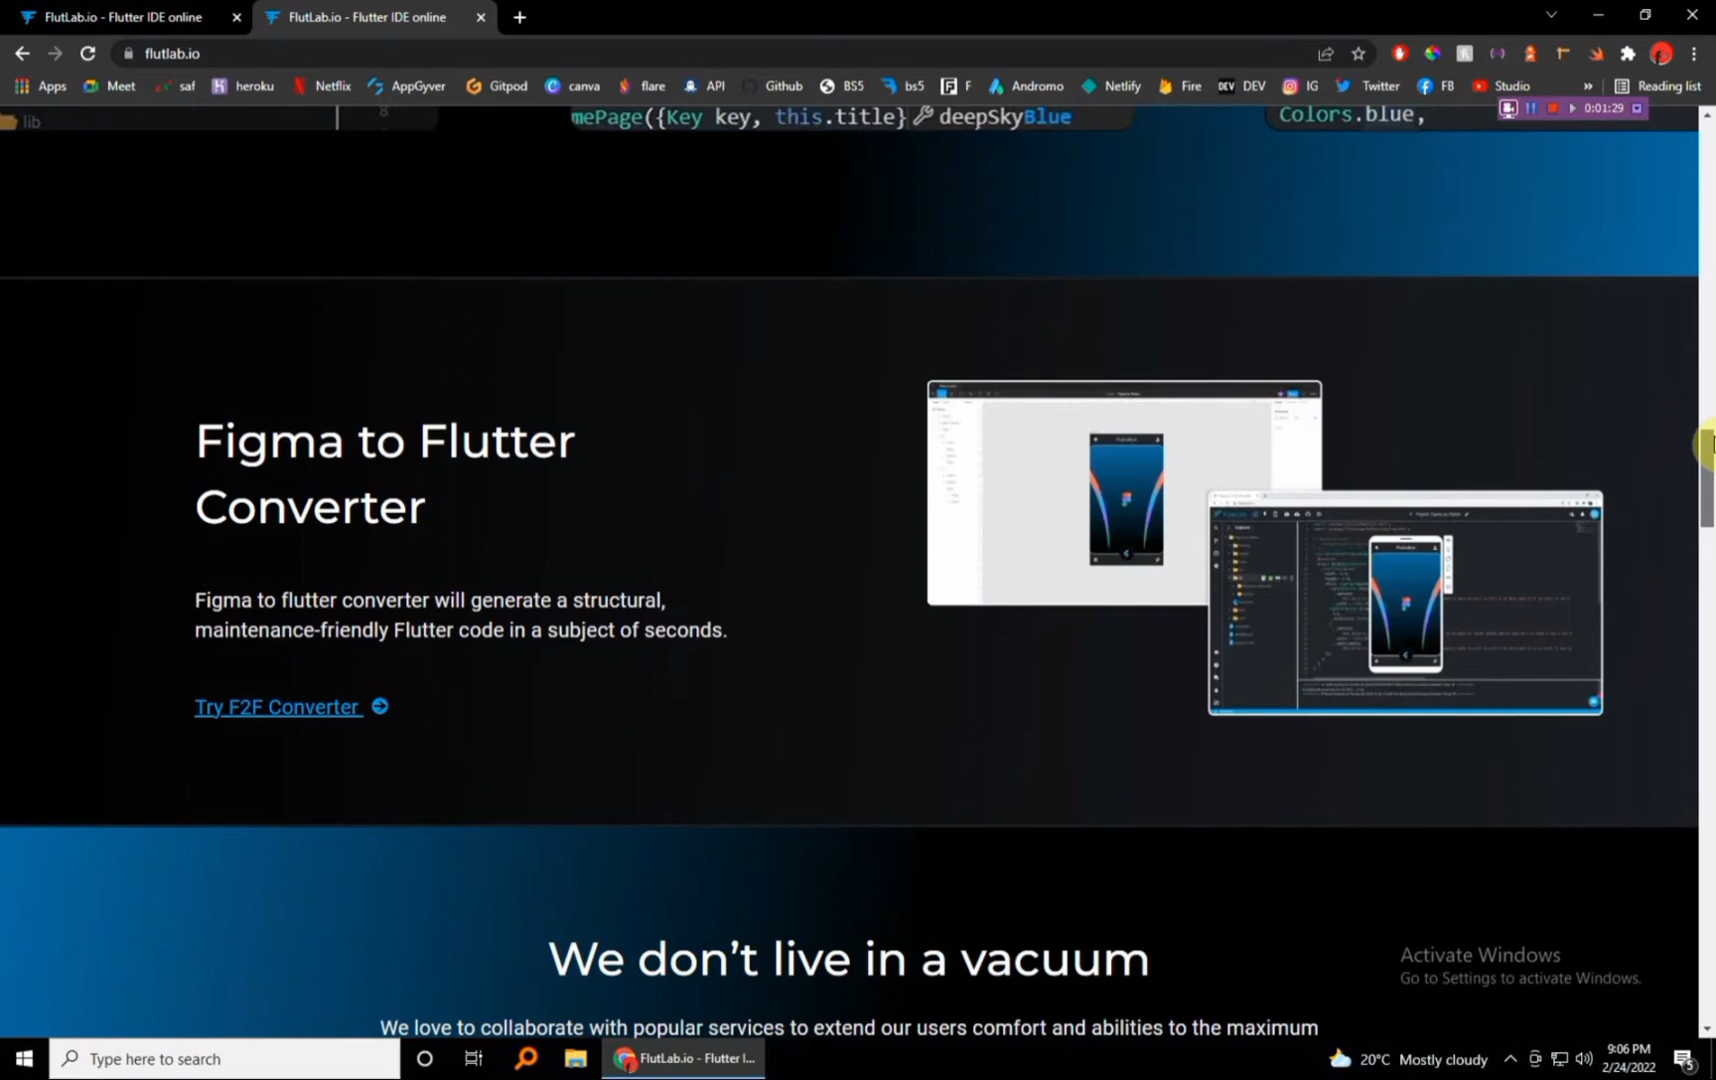 FlutLab.io - Flutter IDE online
FlutLab.io - Flutter IDE online
flutlab.io
Apps Meet saf heroku Netflix AppGyver Gitpod canva flare API Github BS5 bs5 F Andromo Netlify Fire DEV DEV IG Twitter FB Studio » Reading list
lib
8
mePage({Key key, this.title} deepSkyBlue
Colors.blue,
0:01:29
Figma to Flutter
Converter
Figma to flutter converter will generate a structural,
maintenance-friendly Flutter code in a subject of seconds.
Try F2F Converter
We don’t live in a vacuum
We love to collaborate with popular services to extend our users comfort and abilities to the maximum
Activate Windows
Go to Settings to activate Windows.
Type here to search
FlutLab.io - Flutter I...
20°C Mostly cloudy
9:06 PM
2/24/2022
5